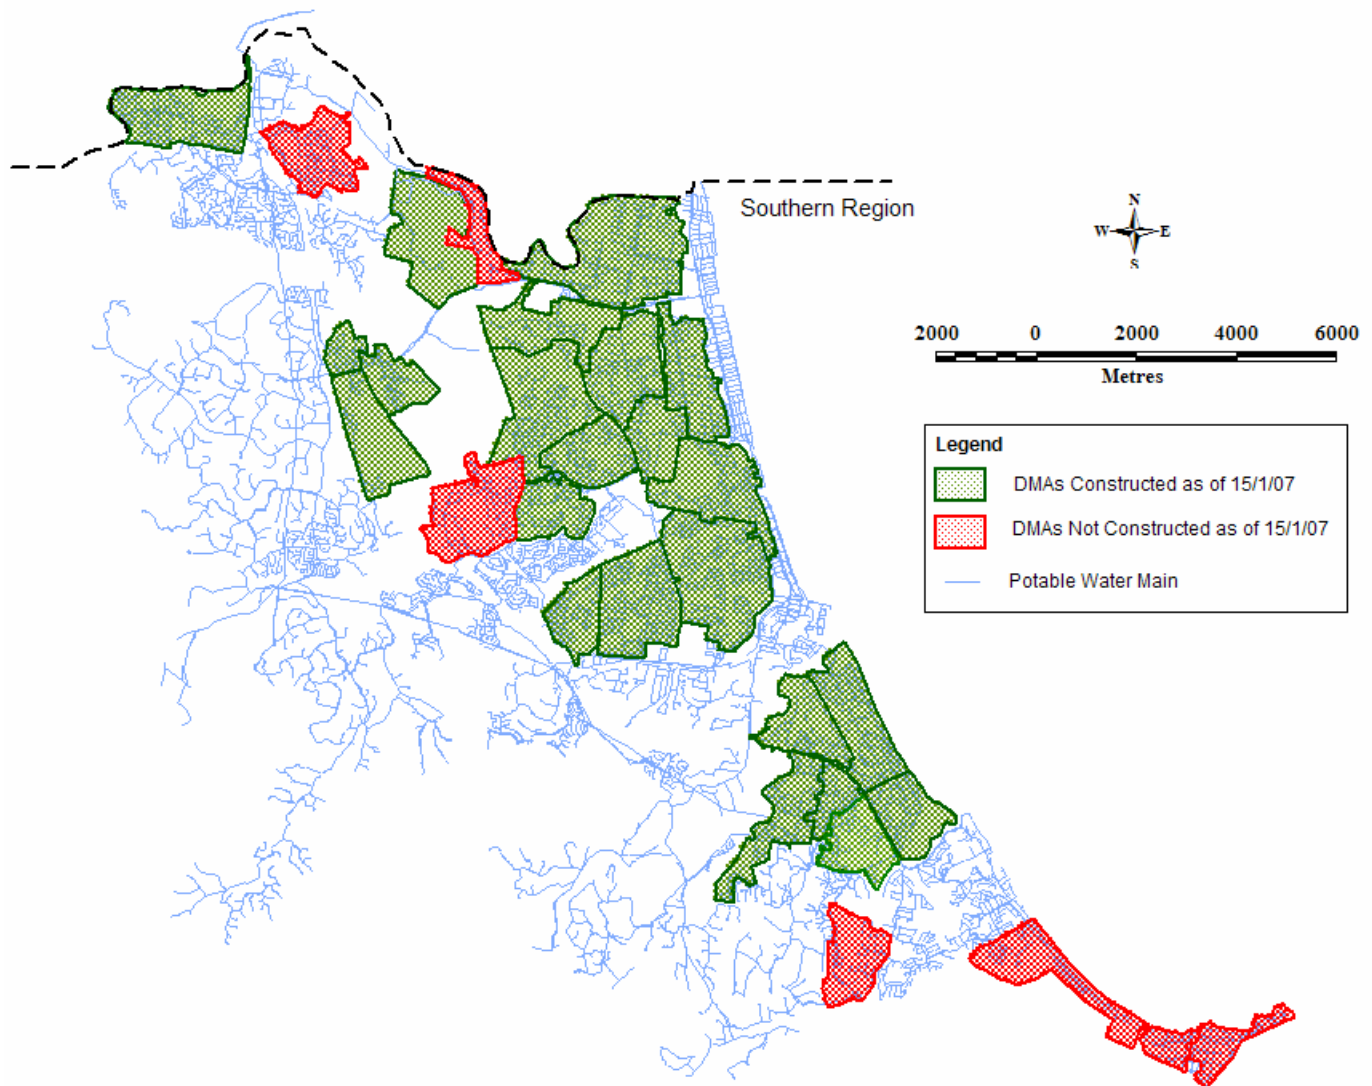 Southern Region
N
W E
S
2000 0 2000 4000 6000
Metres
Legend
DMAs Constructed as of 15/1/07
DMAs Not Constructed as of 15/1/07
Potable Water Main